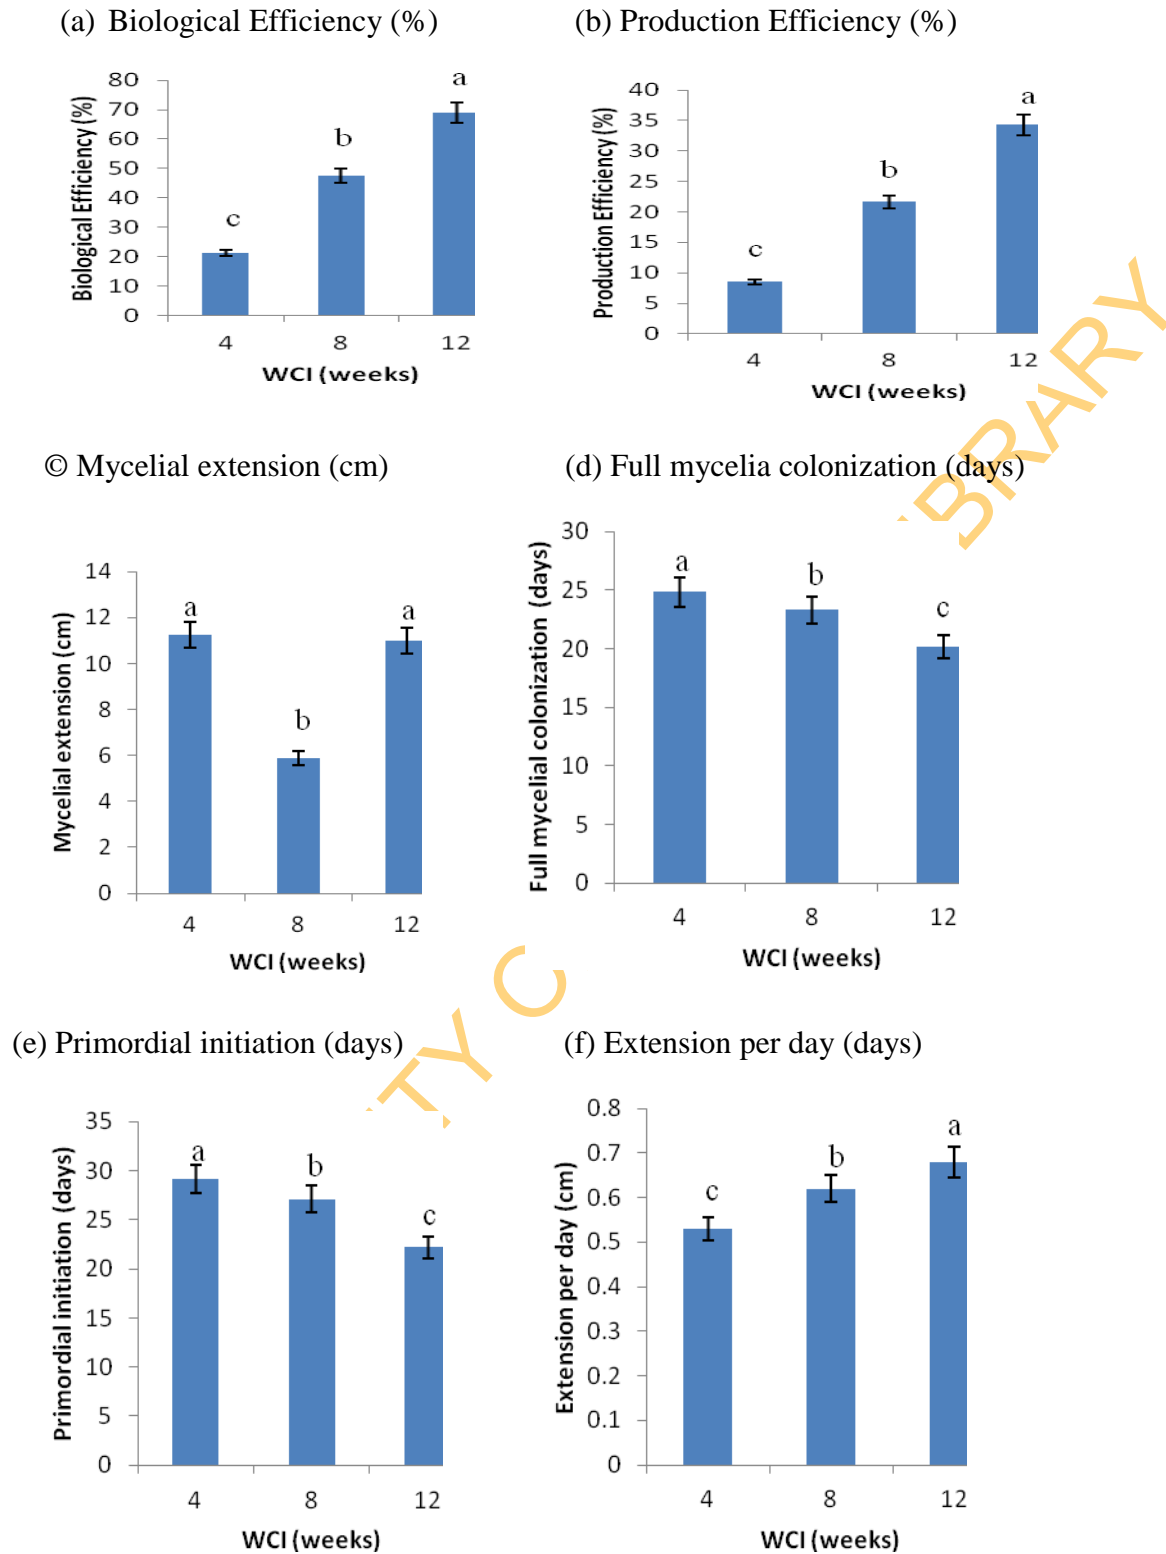 (a) Biological Efficiency (%)
(b) Production Efficiency (%)
Biological Efficiency (%)
80
70
60
50
40
30
20
10
0
c
b
a
4
8
12
WCI (weeks)
Production Efficiency (%)
40
35
30
25
20
15
10
5
0
c
b
a
4
8
12
WCI (weeks)
© Mycelial extension (cm)
(d) Full mycelia colonization (days)
Mycelial extension (cm)
14
12
10
8
6
4
2
0
a
b
a
4
8
12
WCI (weeks)
Full mycelial colonization (days)
30
25
20
15
10
5
0
a
b
c
4
8
12
WCI (weeks)
(e) Primordial initiation (days)
(f) Extension per day (days)
Primordial initiation (days)
35
30
25
20
15
10
5
0
a
b
c
4
8
12
WCI (weeks)
Extension per day (cm)
0.8
0.7
0.6
0.5
0.4
0.3
0.2
0.1
0
c
b
a
4
8
12
WCI (weeks)